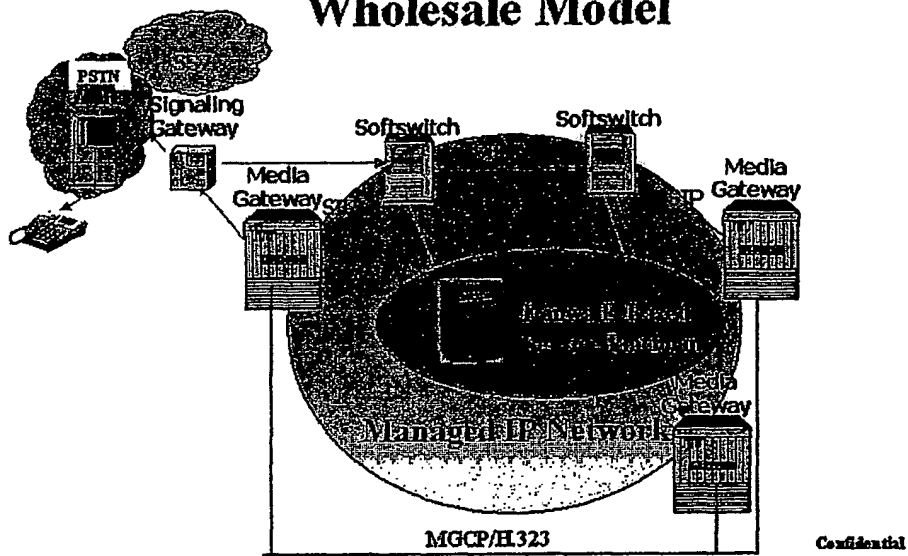 Wholesale Model
PSTN
Signaling
Gateway
Softswitch
Softswitch
Media
Gateway
Media
Gateway
IP
Media
Gateway
Managed IP Network
MGCP/H.323
Confidential